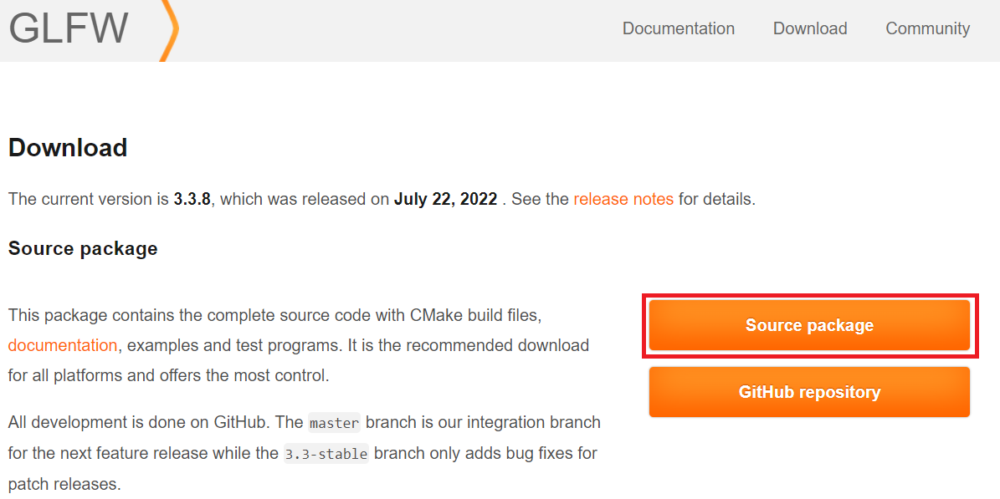 GLFW
Documentation Download Community
Download
The current version is 3.3.8, which was released on July 22, 2022 . See the release notes for details.
Source package
This package contains the complete source code with CMake build files,
documentation, examples and test programs. It is the recommended download
for all platforms and offers the most control.
Source package
GitHub repository
All development is done on GitHub. The master branch is our integration branch
for the next feature release while the 3.3-stable branch only adds bug fixes for
patch releases.